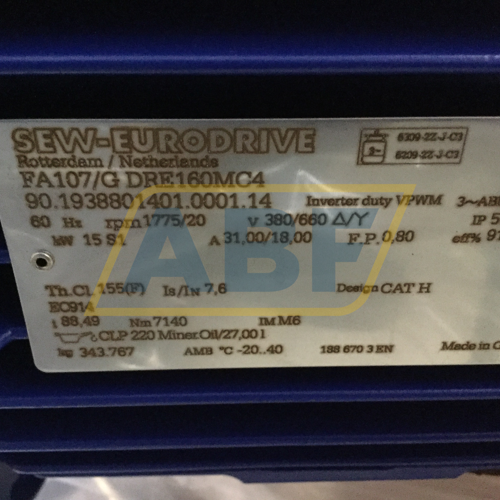 SEW-EURODRIVE
Rotterdam / Netherlands
FA107/G DRE160MC4
90.1938801401.0001.14 Inverter duty VPWM 3~
60 Hz rpm 1775/20 V 380/660 Δ/Y
kW 15 S1 A 31,00/18,00 F.P. 0,80 eff%
Th.Cl. 155(F) Is/IN 7,6 Design CAT H
EC914
i 88,49 Nm 7140 IM M6
CLP 220 Miner.Oil/27,00 l
kg 343.767 AMB °C -20..40 188 670 3 EN Made in
6309-2Z-J-C3
6209-2Z-J-C3
ABF